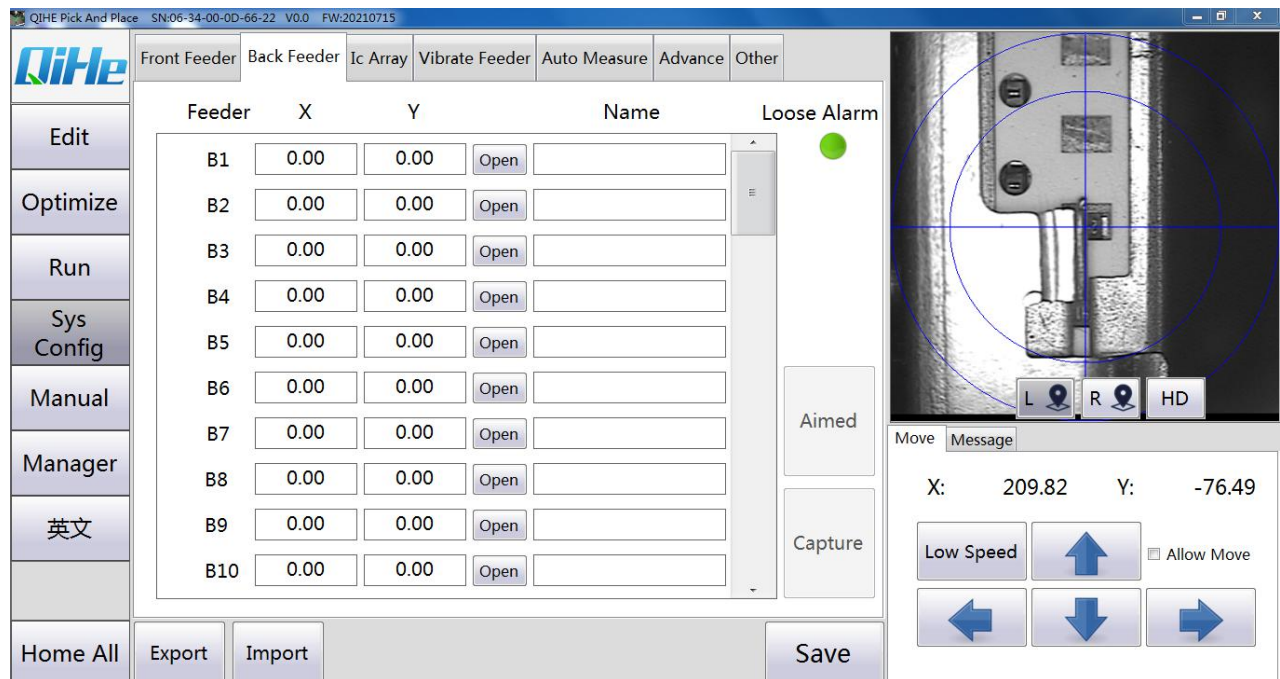 QIHE Pick And Place SN:06-34-00-0D-66-22 V0.0 FW:20210715
QiHe
Front Feeder Back Feeder Ic Array Vibrate Feeder Auto Measure Advance Other
Edit
Optimize
Run
Sys
Config
Manual
Manager
英文
Home All
Feeder X Y Name Loose Alarm
B1 0.00 0.00 Open
B2 0.00 0.00 Open
B3 0.00 0.00 Open
B4 0.00 0.00 Open
B5 0.00 0.00 Open
B6 0.00 0.00 Open
B7 0.00 0.00 Open
B8 0.00 0.00 Open
B9 0.00 0.00 Open
B10 0.00 0.00 Open
Aimed
Capture
Export Import Save
L R HD
Move Message
X: 209.82 Y: -76.49
Low Speed Allow Move